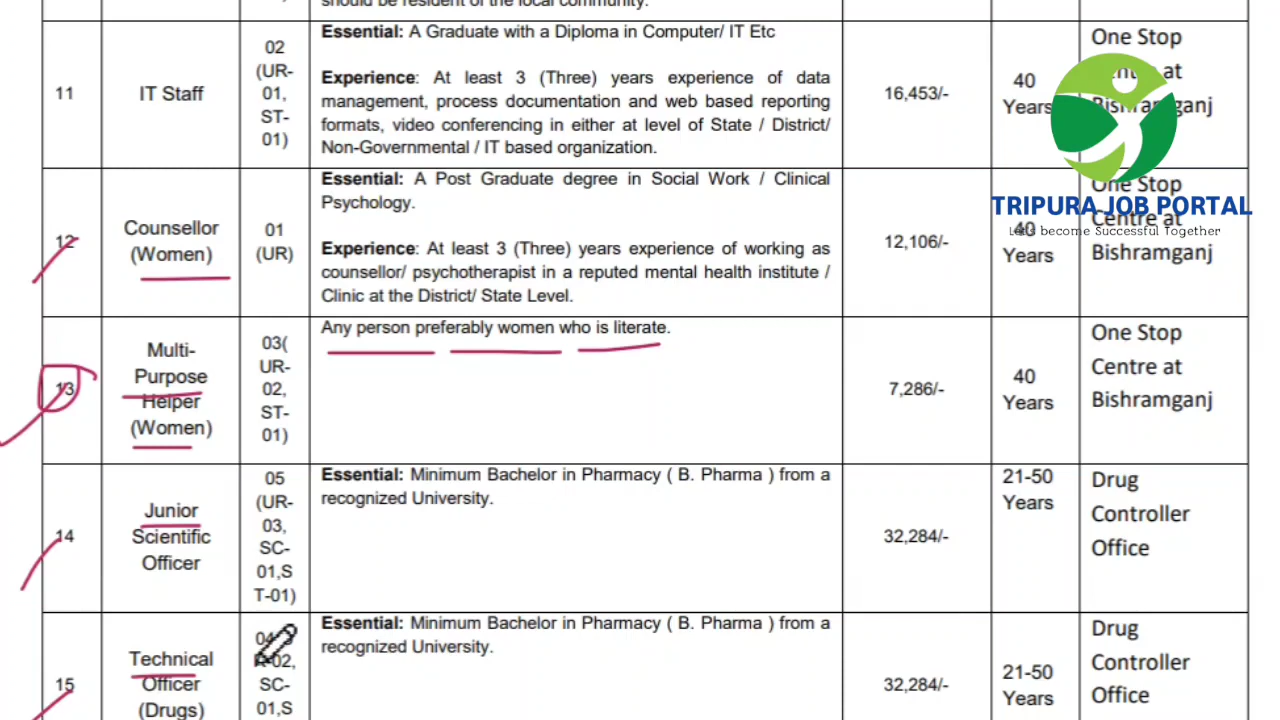 should be resident of the local community.
11
IT Staff
02
(UR-
01,
ST-
01)
Essential: A Graduate with a Diploma in Computer/ IT Etc
Experience: At least 3 (Three) years experience of data
management, process documentation and web based reporting
formats, video conferencing in either at level of State / District/
Non-Governmental / IT based organization.
16,453/-
40
Years
One Stop
Centre at
Bishramganj
TRIPURA JOB PORTAL
Let's become Successful Together
12
Counsellor
(Women)
01
(UR)
Essential: A Post Graduate degree in Social Work / Clinical
Psychology.
Experience: At least 3 (Three) years experience of working as
counsellor/ psychotherapist in a reputed mental health institute /
Clinic at the District/ State Level.
12,106/-
40
Years
One Stop
Centre at
Bishramganj
13
Multi-
Purpose
Helper
(Women)
03(
UR-
02,
ST-
01)
Any person preferably women who is literate.
7,286/-
40
Years
One Stop
Centre at
Bishramganj
14
Junior
Scientific
Officer
05
(UR-
03,
SC-
01,S
T-01)
Essential: Minimum Bachelor in Pharmacy ( B. Pharma ) from a
recognized University.
32,284/-
21-50
Years
Drug
Controller
Office
15
Technical
Officer
(Drugs)
02,
SC-
01,S
Essential: Minimum Bachelor in Pharmacy ( B. Pharma ) from a
recognized University.
32,284/-
21-50
Years
Drug
Controller
Office